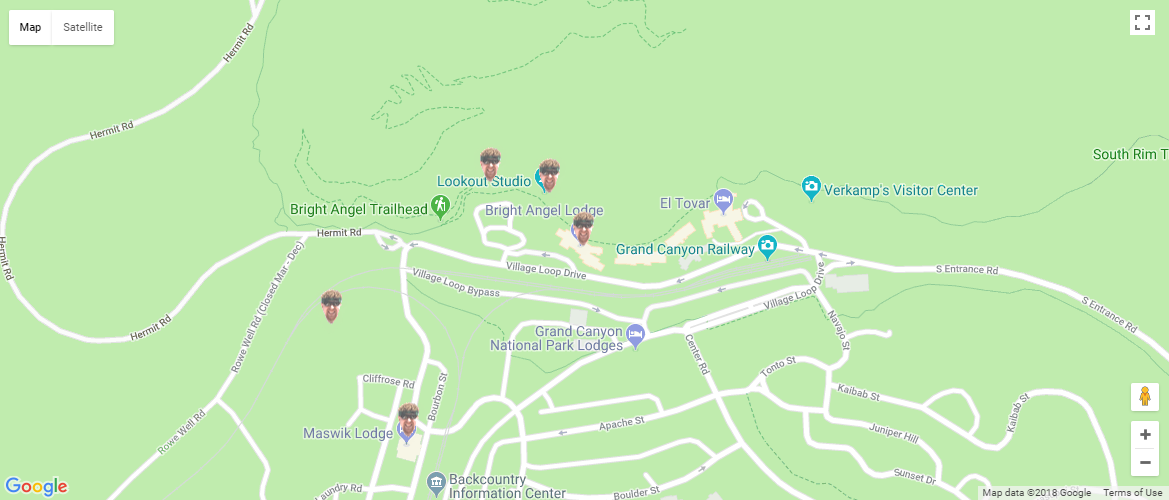 Map
Satellite
Hermit Rd
Hermit Rd
South Rim T
Lookout Studio
Verkamp's Visitor Center
El Tovar
Bright Angel Trailhead
Bright Angel Lodge
Hermit Rd
Hermit Rd
Grand Canyon Railway
Village Loop Drive
S Entrance Rd
Village Loop Bypass
Village Loop Drive
S Entrance Rd
Rowe Well Rd (Closed Mar - Dec)
Hermit Rd
Grand Canyon
National Park Lodges
Navajo St
Center Rd
Tonto St
Cliffrose Rd
Bourbon St
Kaibab St
Kaibab St
Rowe Well Rd
Apache St
Juniper Hill
Maswik Lodge
Sunset Dr
Backcountry
Information Center
Laundry Rd
Boulder St
Google
Map data ©2018 Google
Terms of Use